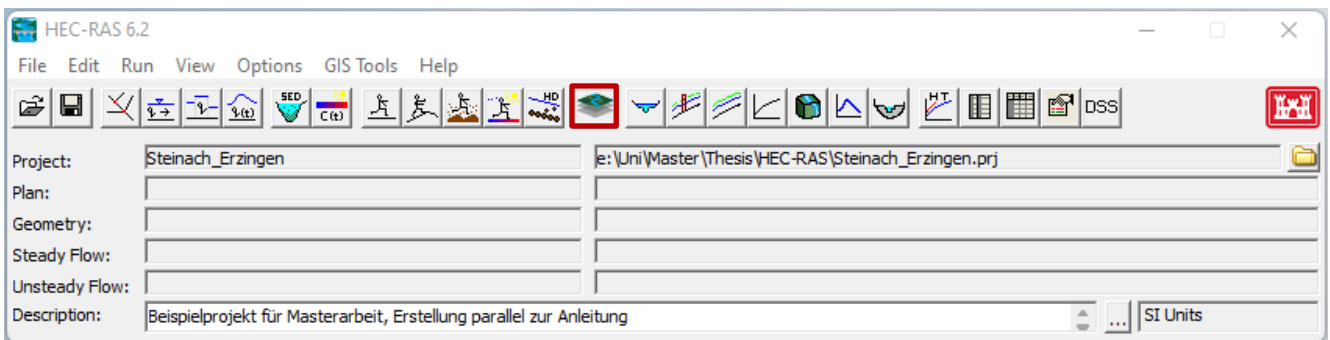 HEC-RAS 6.2
File Edit Run View Options GIS Tools Help
SED C(t) HD HT DSS
Project: Steinach_Erzingen e:\Uni\Master\Thesis\HEC-RAS\Steinach_Erzingen.prj
Plan:
Geometry:
Steady Flow:
Unsteady Flow:
Description: Beispielprojekt für Masterarbeit, Erstellung parallel zur Anleitung ... SI Units